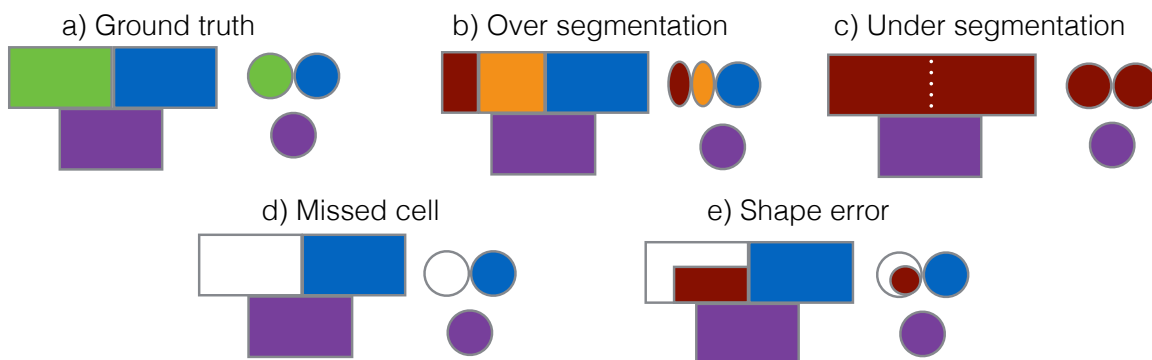 a) Ground truth
b) Over segmentation
c) Under segmentation
d) Missed cell
e) Shape error